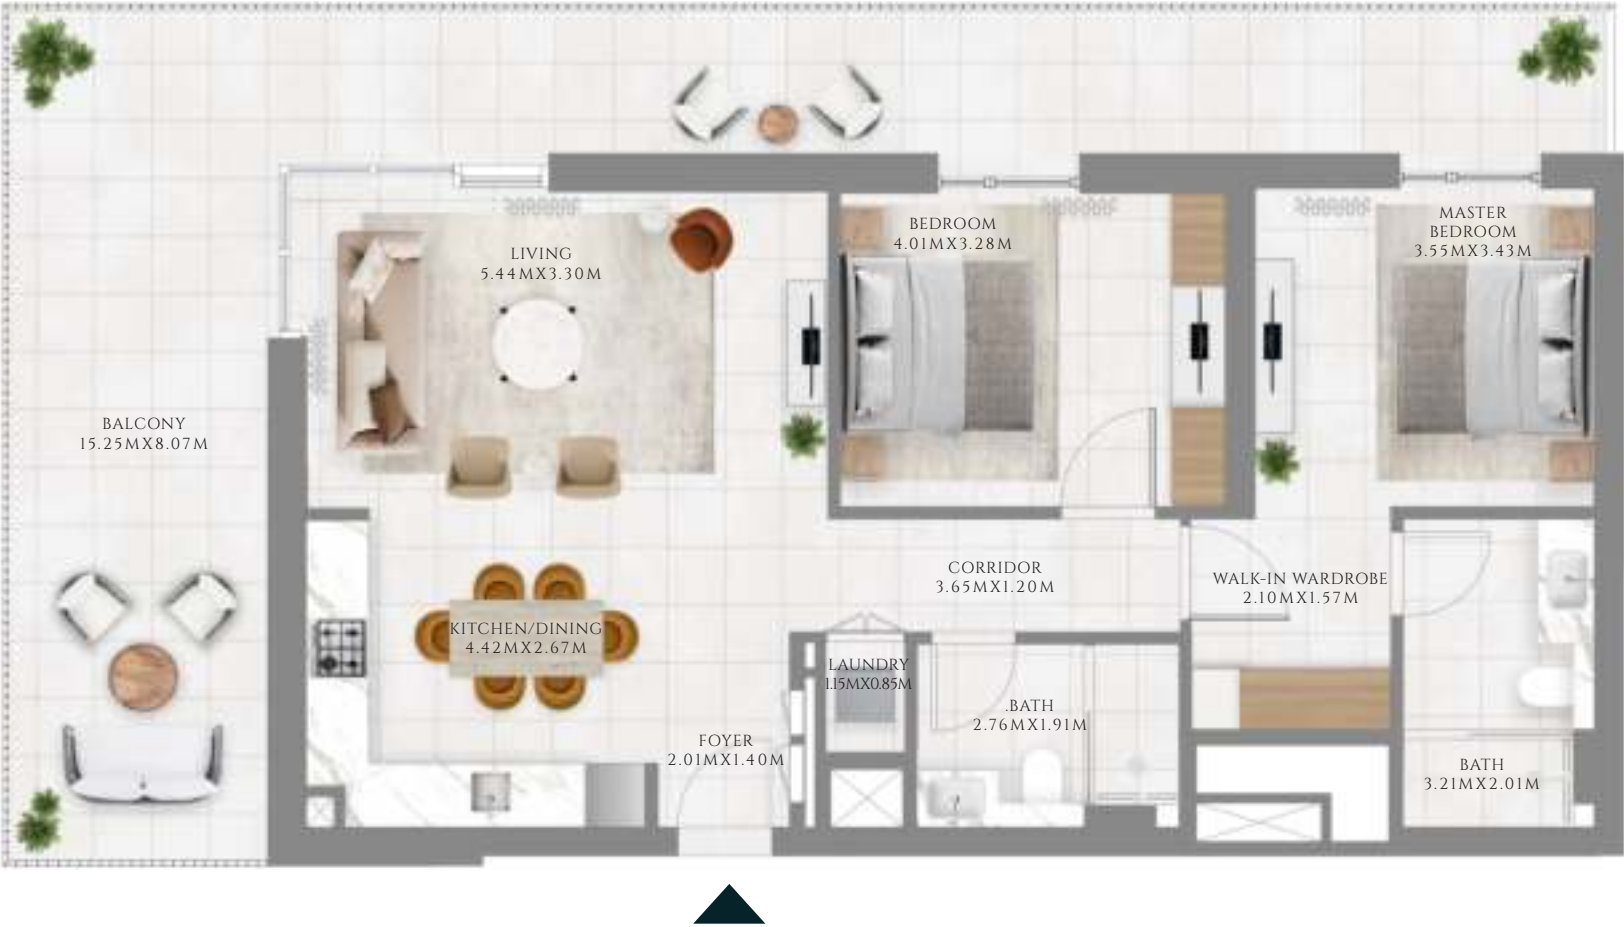 LIVING
5.44MX3.30M
BEDROOM
4.01MX3.28M
MASTER
BEDROOM
3.55MX3.43M
BALCONY
15.25MX8.07M
CORRIDOR
3.65MX1.20M
WALK-IN WARDROBE
2.10MX1.57M
KITCHEN/DINING
4.42MX2.67M
LAUNDRY
1.15MX0.85M
.BATH
2.76MX1.91M
FOYER
2.01MX1.40M
BATH
3.21MX2.01M